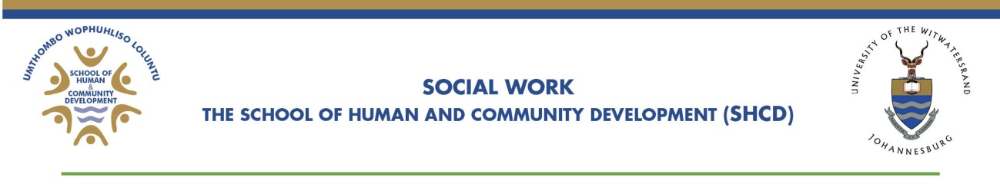 UMTHOMBO WOPHUHLISO LOLUNTU
SCHOOL OF
HUMAN
&
COMMUNITY
DEVELOPMENT
SOCIAL WORK
THE SCHOOL OF HUMAN AND COMMUNITY DEVELOPMENT (SHCD)
UNIVERSITY OF THE WITWATERSRAND
JOHANNESBURG